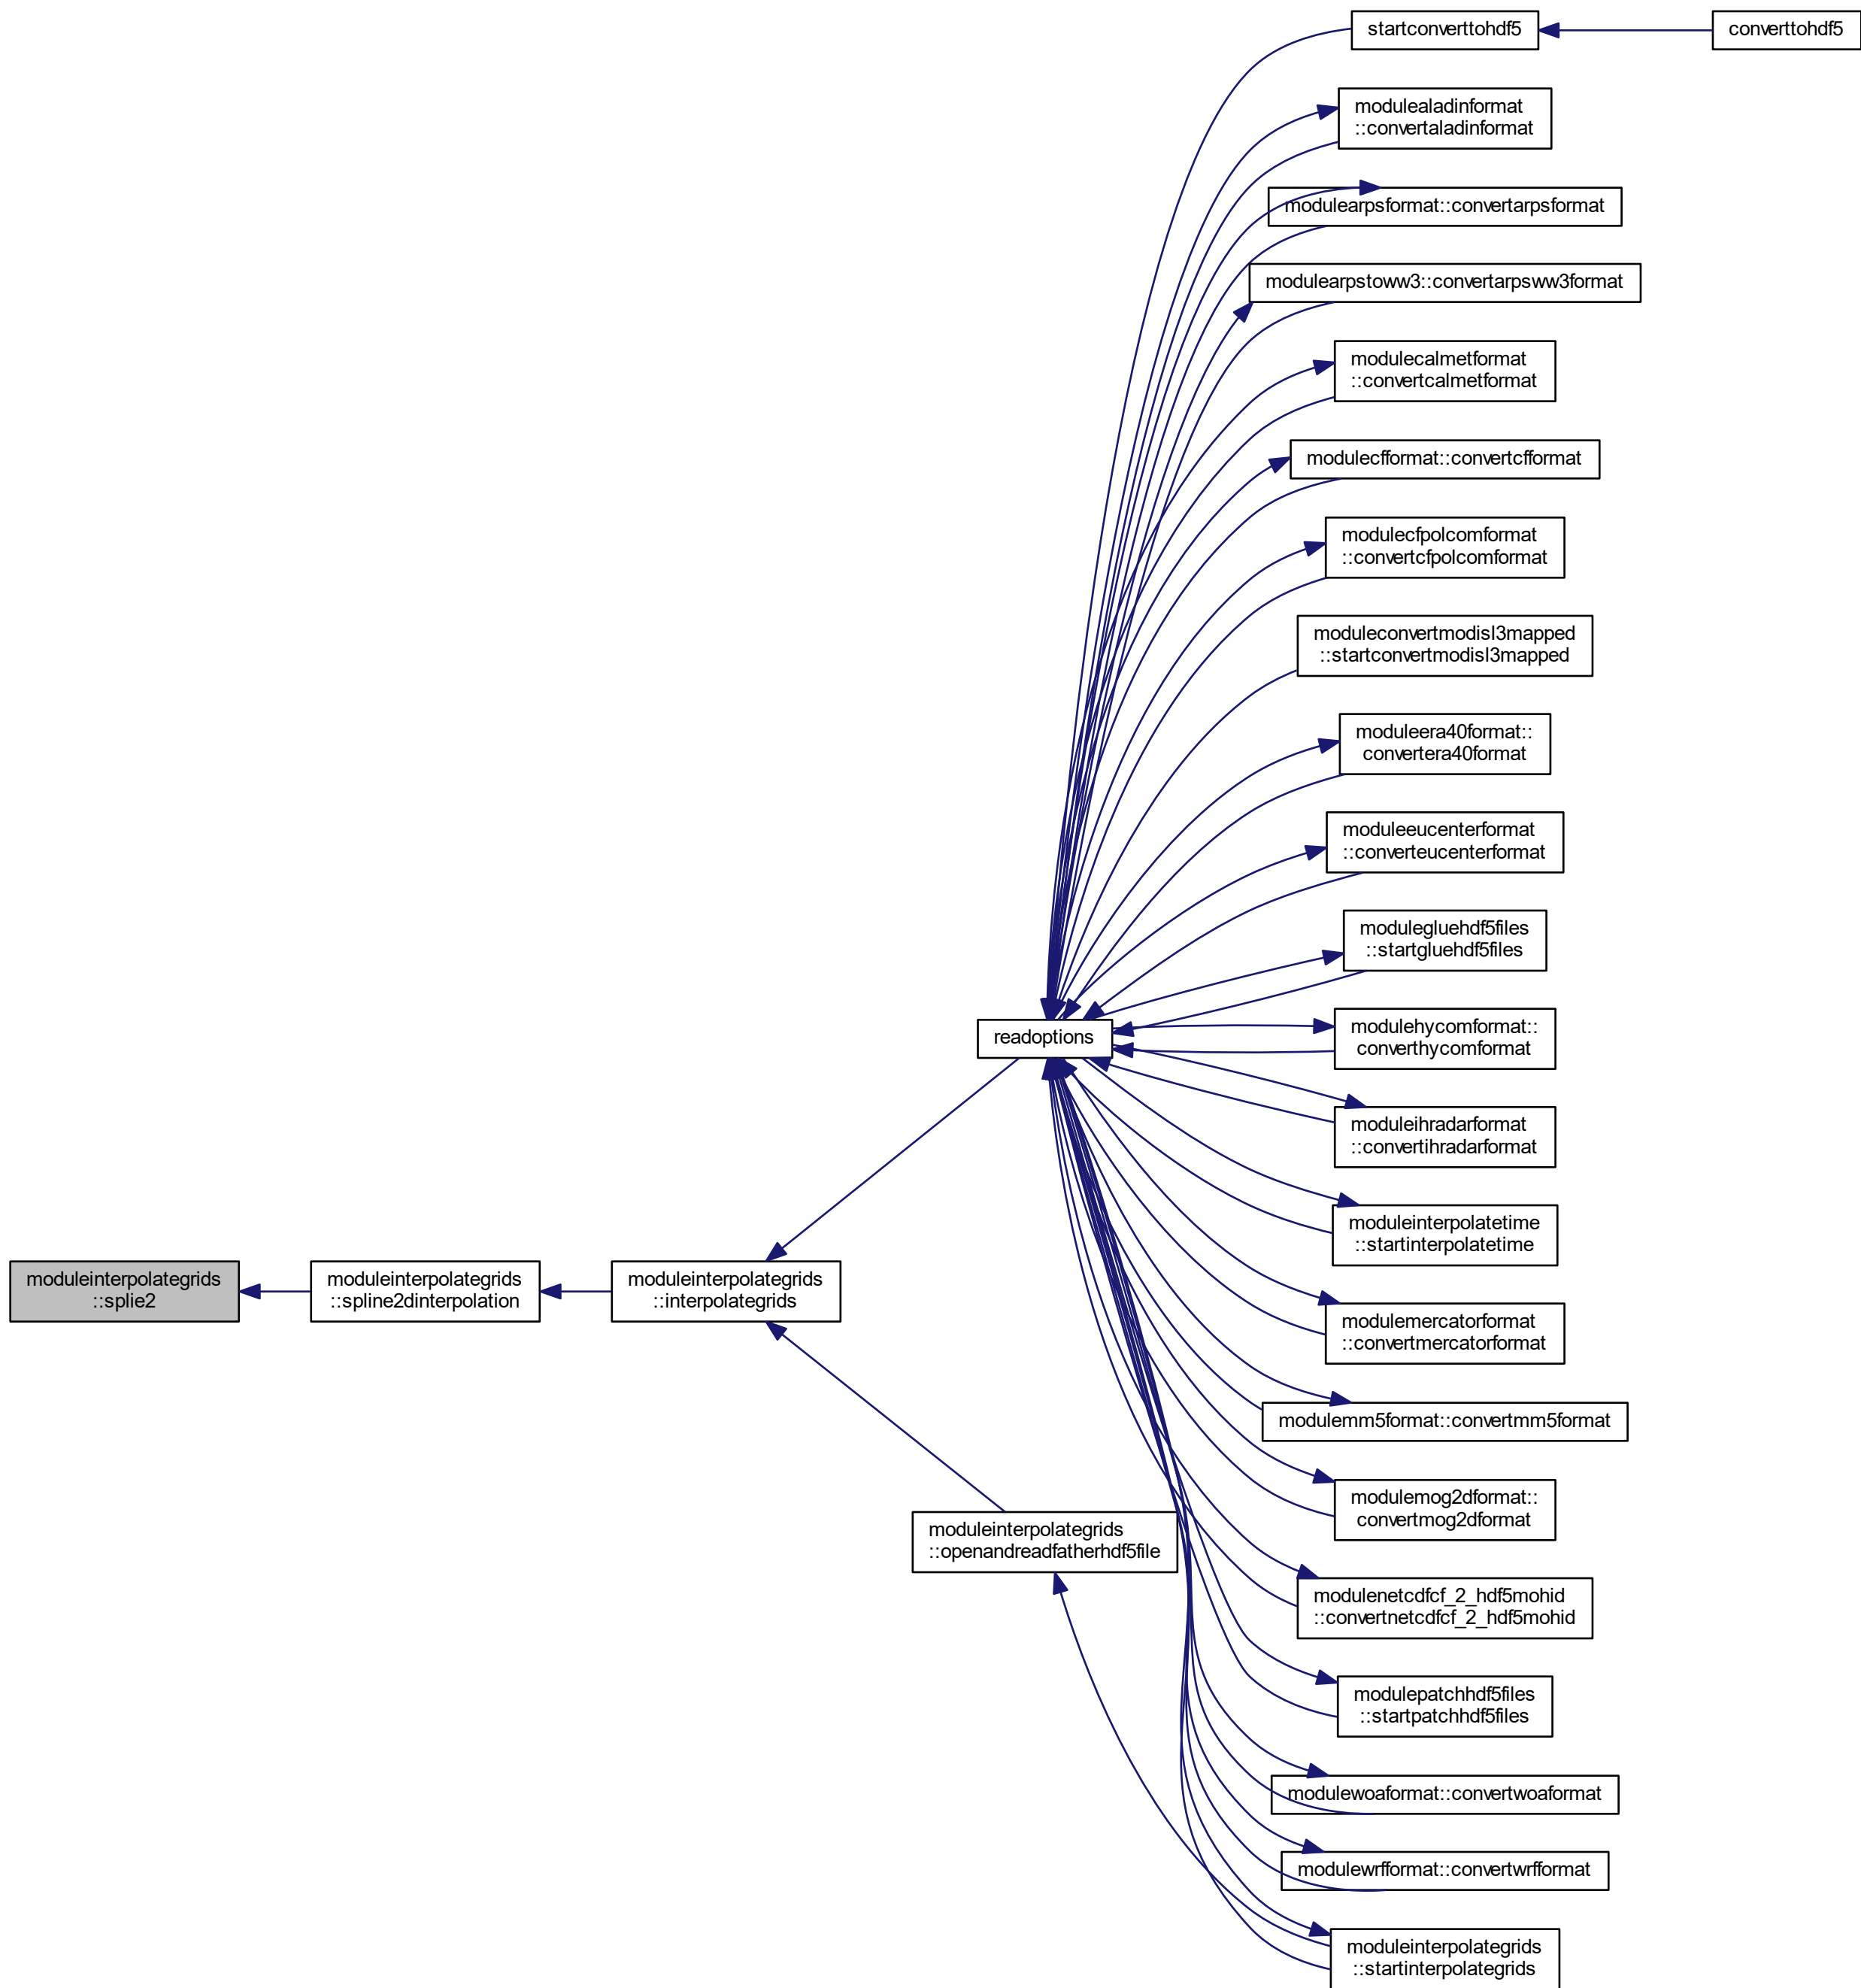 startconverttohdf5
converttohdf5
modulealadinformat
::convertaladinformat
modulearpsformat::convertarpsformat
modulearpstoww3::convertarpsww3format
modulecalmetformat
::convertcalmetformat
modulecfformat::convertcfformat
modulecfpolcomformat
::convertcfpolcomformat
moduleconvertmodisl3mapped
::startconvertmodisl3mapped
moduleera40format::
convertera40format
moduleeucenterformat
::converteucenterformat
modulegluehdf5files
::startgluehdf5files
readoptions
modulehycomformat::
converthycomformat
moduleihradarformat
::convertihradarformat
moduleinterpolatetime
::startinterpolatetime
moduleinterpolategrids
::splie2
moduleinterpolategrids
::spline2dinterpolation
moduleinterpolategrids
::interpolategrids
modulemercatorformat
::convertmercatorformat
modulemm5format::convertmm5format
modulemog2dformat::
convertmog2dformat
moduleinterpolategrids
::openandreadfatherhdf5file
modulenetcdfcf_2_hdf5mohid
::convertnetcdfcf_2_hdf5mohid
modulepatchhdf5files
::startpatchhdf5files
modulewoaformat::convertwoaformat
modulewrfformat::convertwrfformat
moduleinterpolategrids
::startinterpolategrids